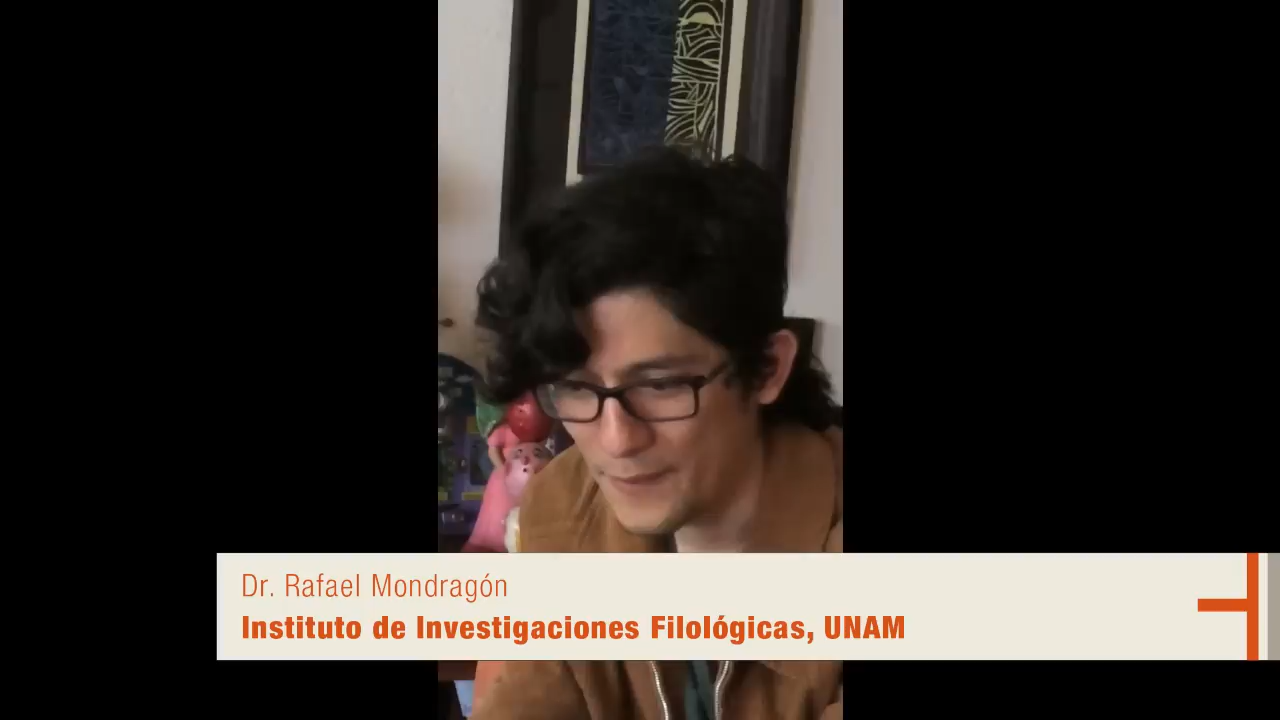 Dr. Rafael Mondragón
Instituto de Investigaciones Filológicas, UNAM